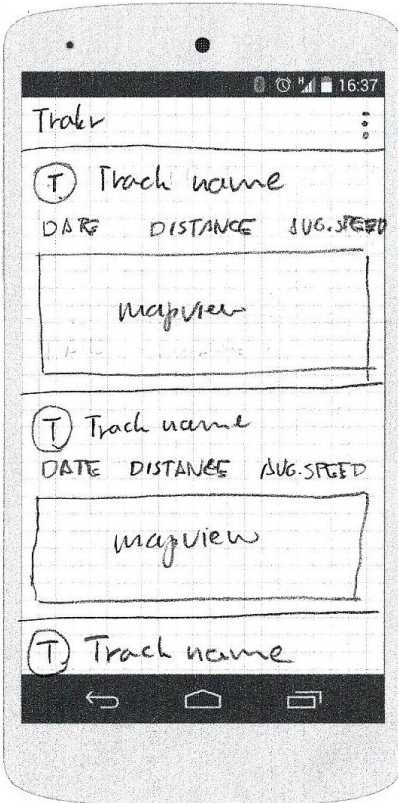 16:37
Trakr
T Track name
DATE DISTANCE AVG.SPEED
mapview
T Track name
DATE DISTANCE AVG.SPEED
mapview
T Track name